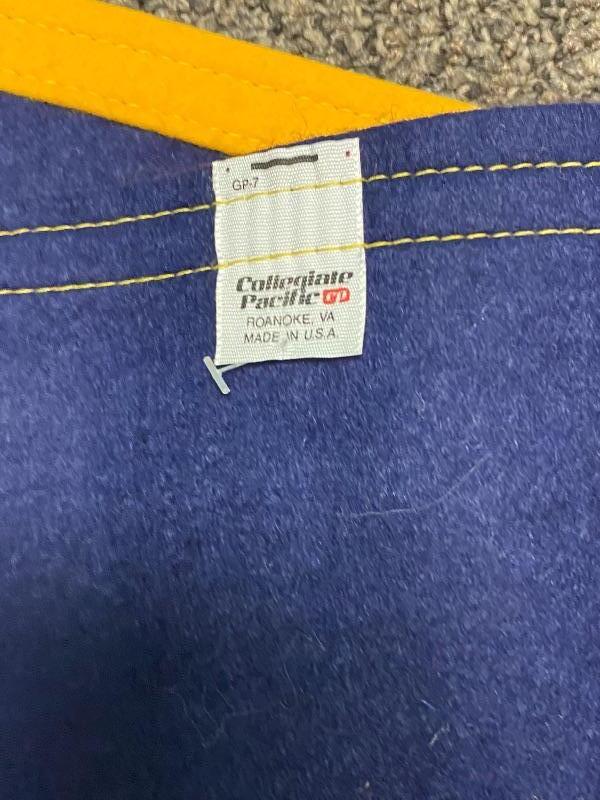 GP-7
Collegiate
Pacific CP
ROANOKE, VA
MADE IN U.S.A.